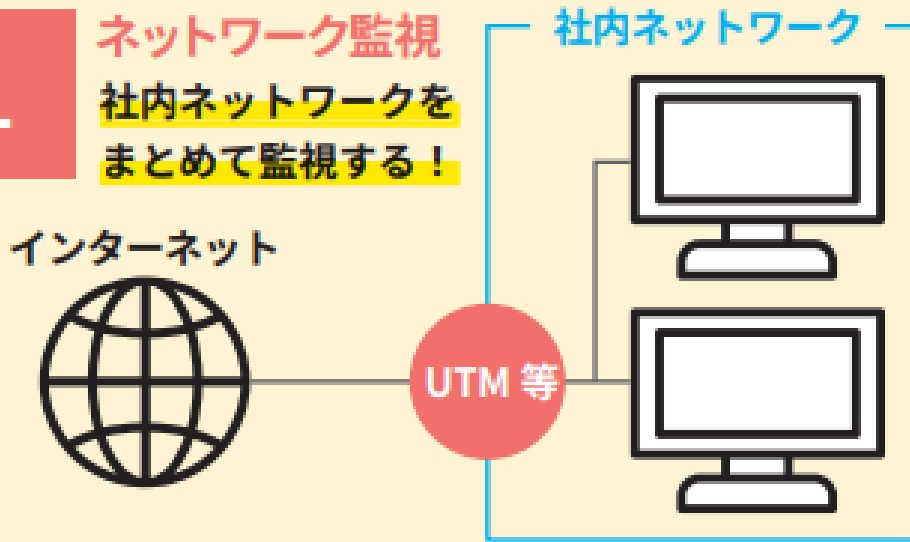 ネットワーク監視
社内ネットワークを
まとめて監視する！
社内ネットワーク
インターネット
UTM 等